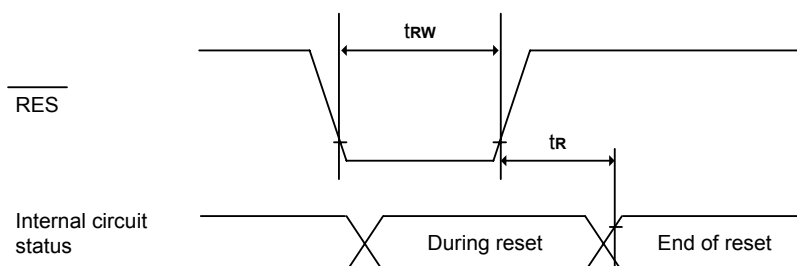 tRW
RES
tR
Internal circuit
status
During reset
End of reset